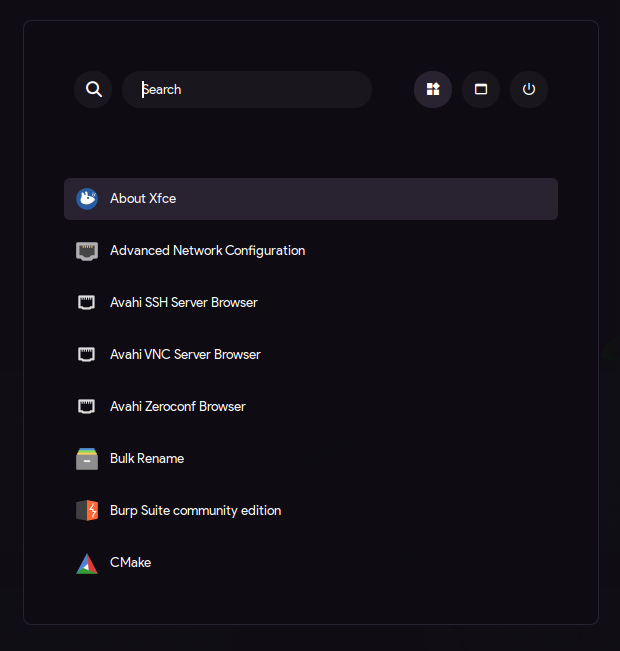 Search
About Xfce
Advanced Network Configuration
Avahi SSH Server Browser
Avahi VNC Server Browser
Avahi Zeroconf Browser
Bulk Rename
Burp Suite community edition
CMake